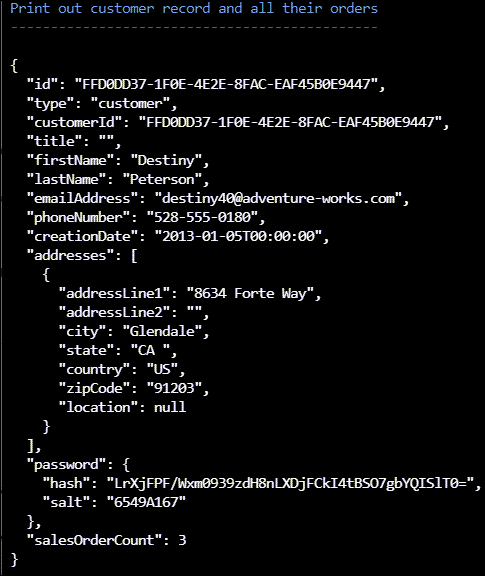 Print out customer record and all their orders
----------------------------------------------
{
  "id": "FFD0DD37-1F0E-4E2E-8FAC-EAF45B0E9447",
  "type": "customer",
  "customerId": "FFD0DD37-1F0E-4E2E-8FAC-EAF45B0E9447",
  "title": "",
  "firstName": "Destiny",
  "lastName": "Peterson",
  "emailAddress": "destiny40@adventure-works.com",
  "phoneNumber": "528-555-0180",
  "creationDate": "2013-01-05T00:00:00",
  "addresses": [
    {
      "addressLine1": "8634 Forte Way",
      "addressLine2": "",
      "city": "Glendale",
      "state": "CA ",
      "country": "US",
      "zipCode": "91203",
      "location": null
    }
  ],
  "password": {
    "hash": "LrXjFPF/Wxm0939zdH8nLXDjFCkI4tBSO7gbYQISlT0=",
    "salt": "6549A167"
  },
  "salesOrderCount": 3
}